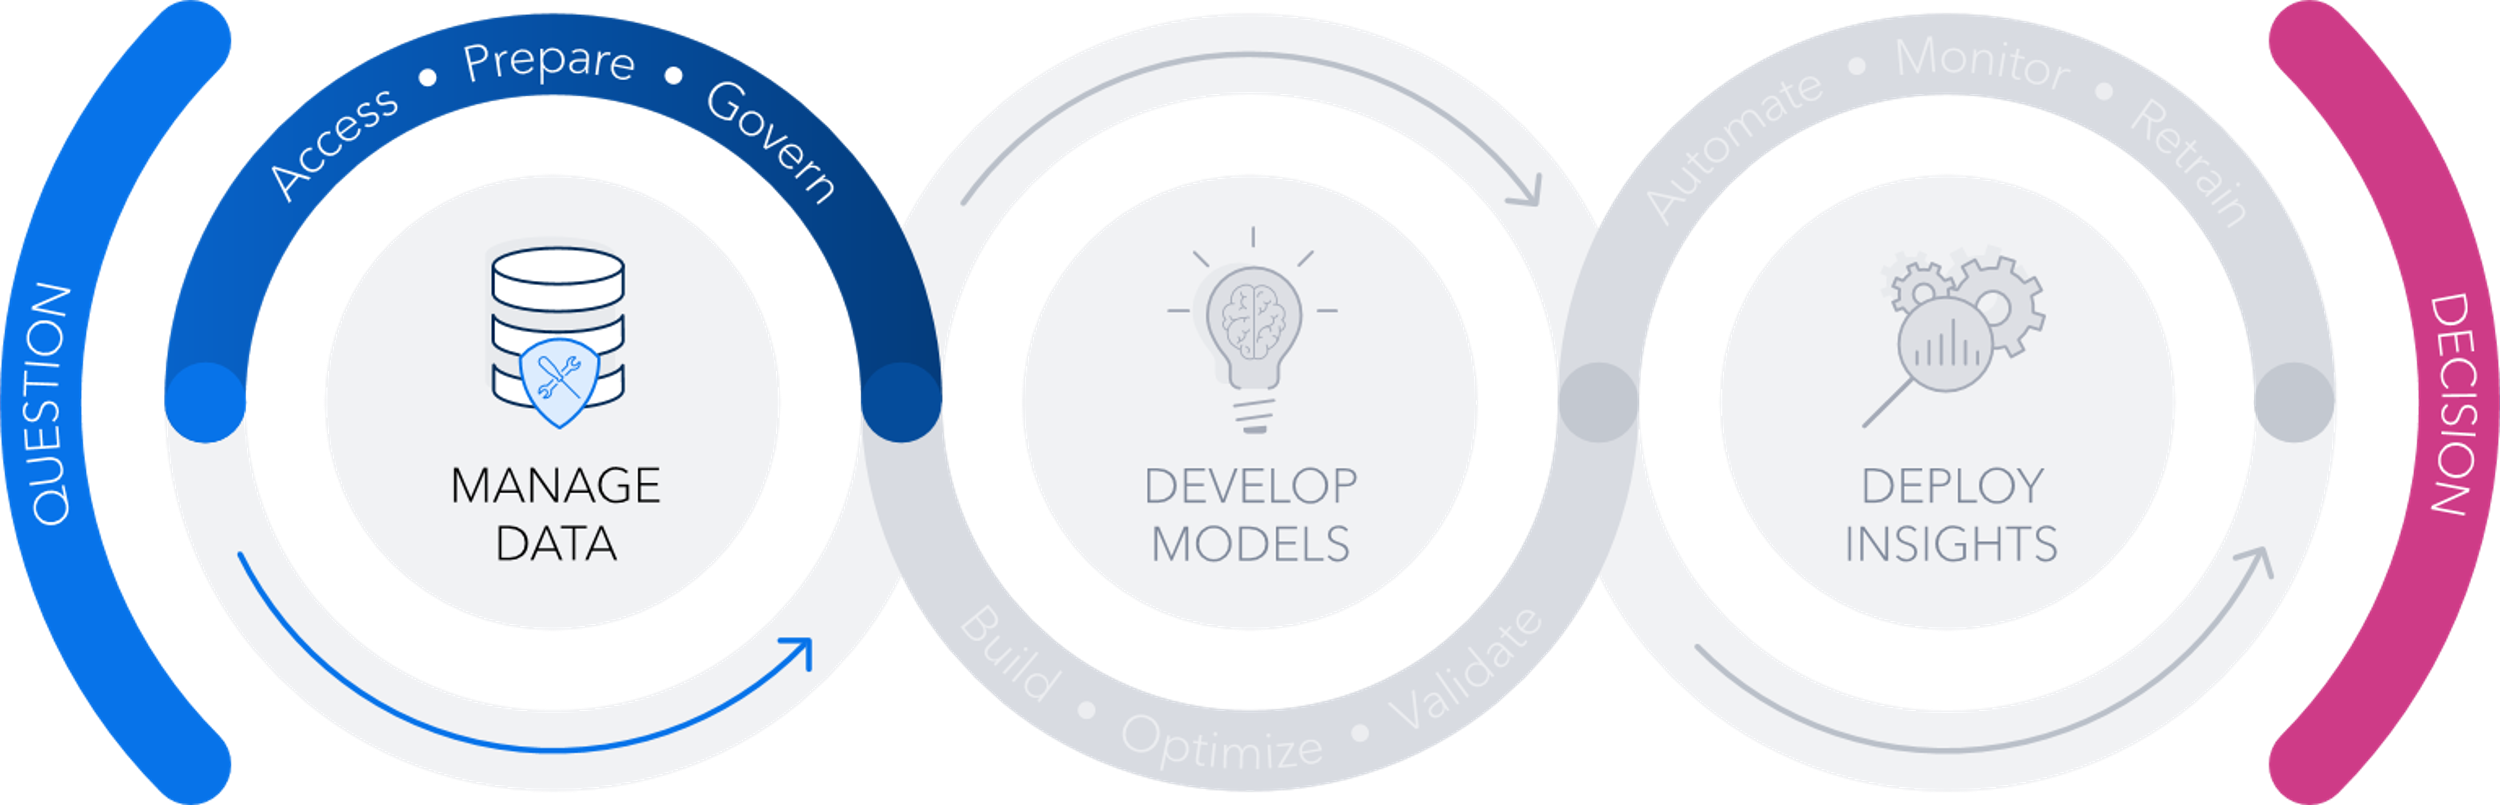 QUESTION
Access • Prepare • Govern
MANAGE
DATA
DEVELOP
MODELS
Build • Optimize • Validate
Automate • Monitor • Retrain
DEPLOY
INSIGHTS
DECISION